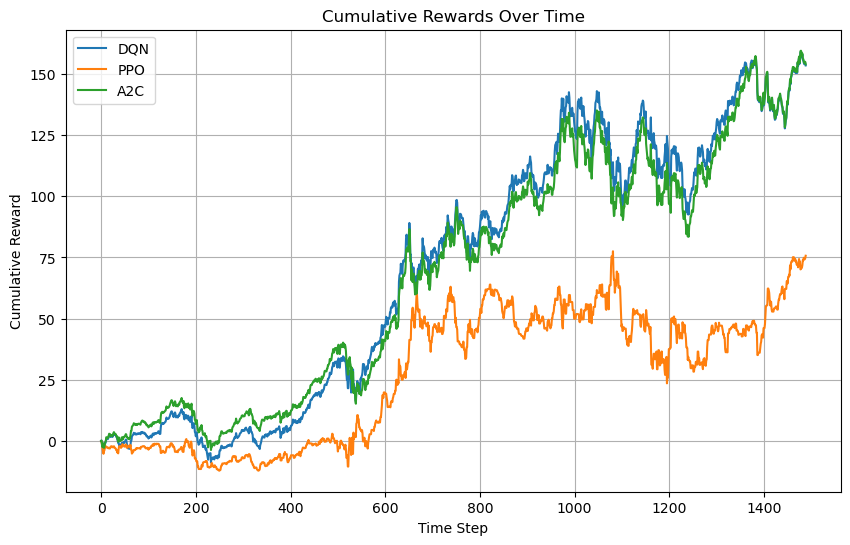 Cumulative Rewards Over Time
DQN
PPO
A2C
Cumulative Reward
150
125
100
75
50
25
0
0 200 400 600 800 1000 1200 1400
Time Step